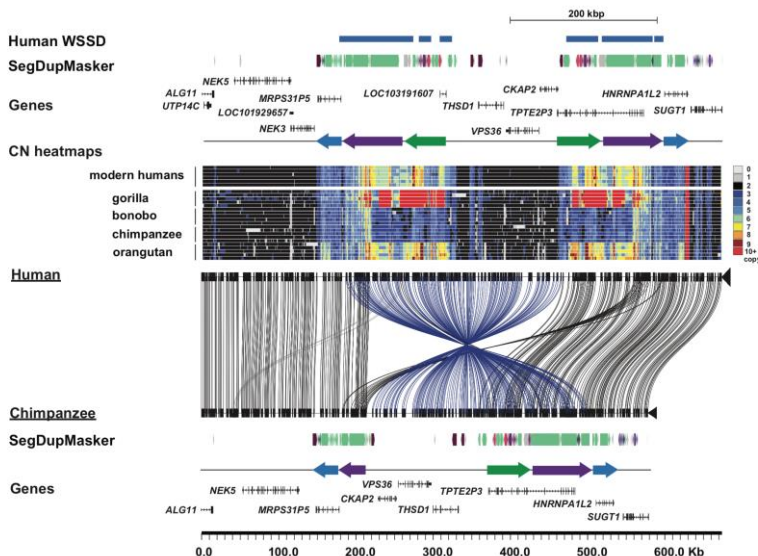 200 kbp
Human WSSD
SegDupMasker
NEK5
CKAP2
ALG11
MRPS31P5
LOC103191607
HNRNPA1L2
Genes
UTP14C
THSD1
SUGT1
LOC101929657
TPTE2P3
NEK3
VPS36
CN heatmaps
modern humans
gorilla
bonobo
chimpanzee
orangutan
0
1
2
3
4
5
6
7
8
9
10+
copy
Human
Chimpanzee
SegDupMasker
Genes
VPS36
NEK5
TPTE2P3
CKAP2
HNRNPA1L2
ALG11
MRPS31P5
THSD1
SUGT1
0.0 100.0 200.0 300.0 400.0 500.0 600.0 Kb